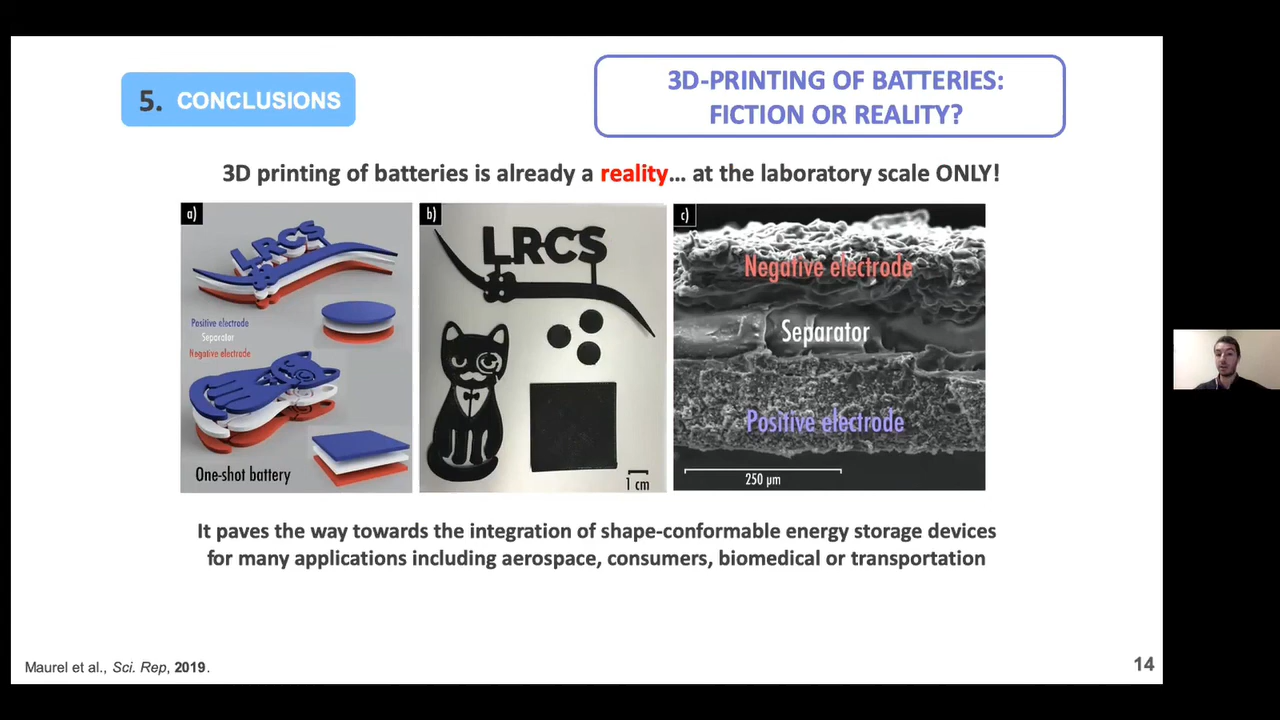 5. CONCLUSIONS
3D-PRINTING OF BATTERIES:
FICTION OR REALITY?
3D printing of batteries is already a reality... at the laboratory scale ONLY!
a)
LRCS
Positive electrode
Separator
Negative electrode
One-shot battery
b)
LRCS
1 cm
c)
Negative electrode
Separator
Positive electrode
250 µm
It paves the way towards the integration of shape-conformable energy storage devices
for many applications including aerospace, consumers, biomedical or transportation
Maurel et al., Sci. Rep, 2019.
14